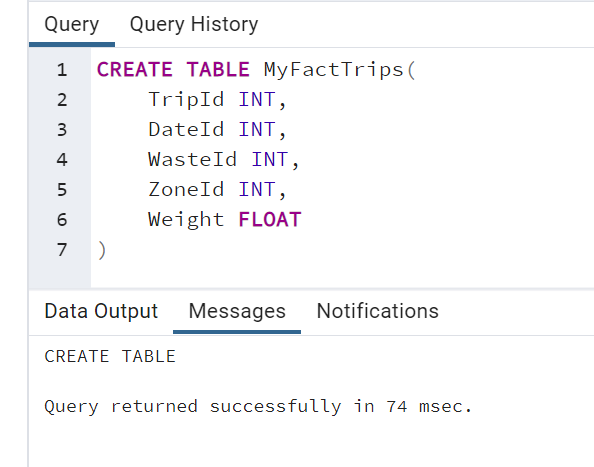 Query Query History
1 CREATE TABLE MyFactTrips(
2 TripId INT,
3 DateId INT,
4 WasteId INT,
5 ZoneId INT,
6 Weight FLOAT
7 )
Data Output Messages Notifications
CREATE TABLE
Query returned successfully in 74 msec.